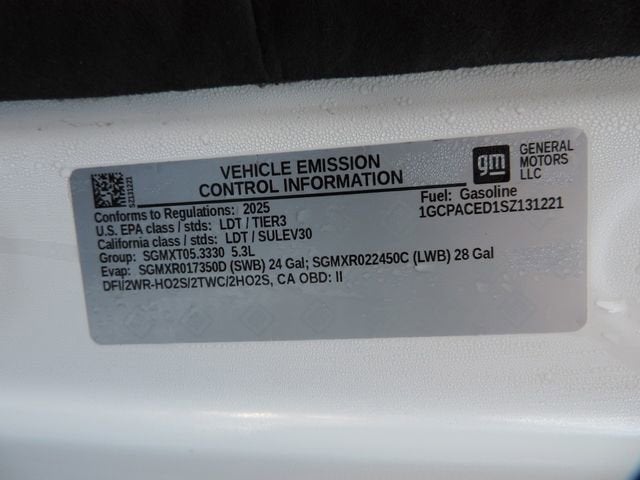 SZ131221
VEHICLE EMISSION
CONTROL INFORMATION
gm
GENERAL
MOTORS
LLC
Conforms to Regulations: 2025
Fuel: Gasoline
U.S. EPA class / stds: LDT / TIER3
1GCPACED1SZ131221
California class / stds: LDT / SULEV30
Group: SGMXT05.3330 5.3L
Evap: SGMXR017350D (SWB) 24 Gal; SGMXR022450C (LWB) 28 Gal
DFI/2WR-HO2S/2TWC/2HO2S, CA OBD: II